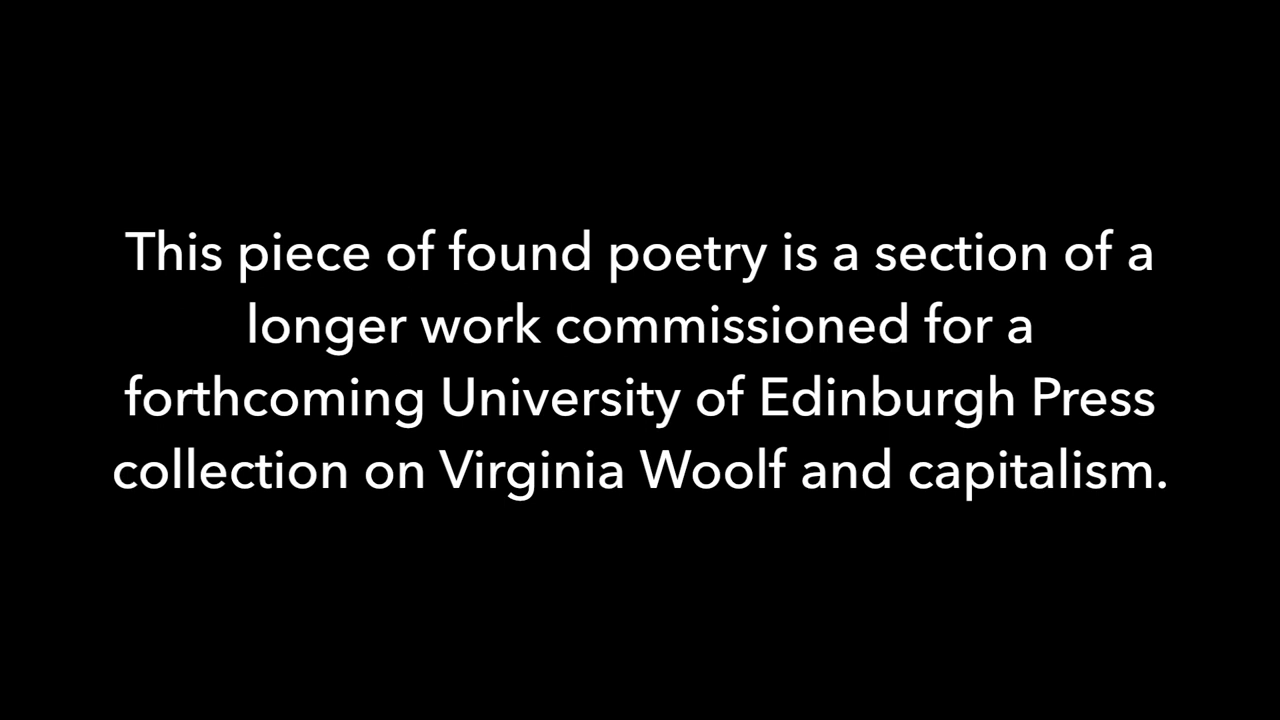 This piece of found poetry is a section of a
longer work commissioned for a
forthcoming University of Edinburgh Press
collection on Virginia Woolf and capitalism.